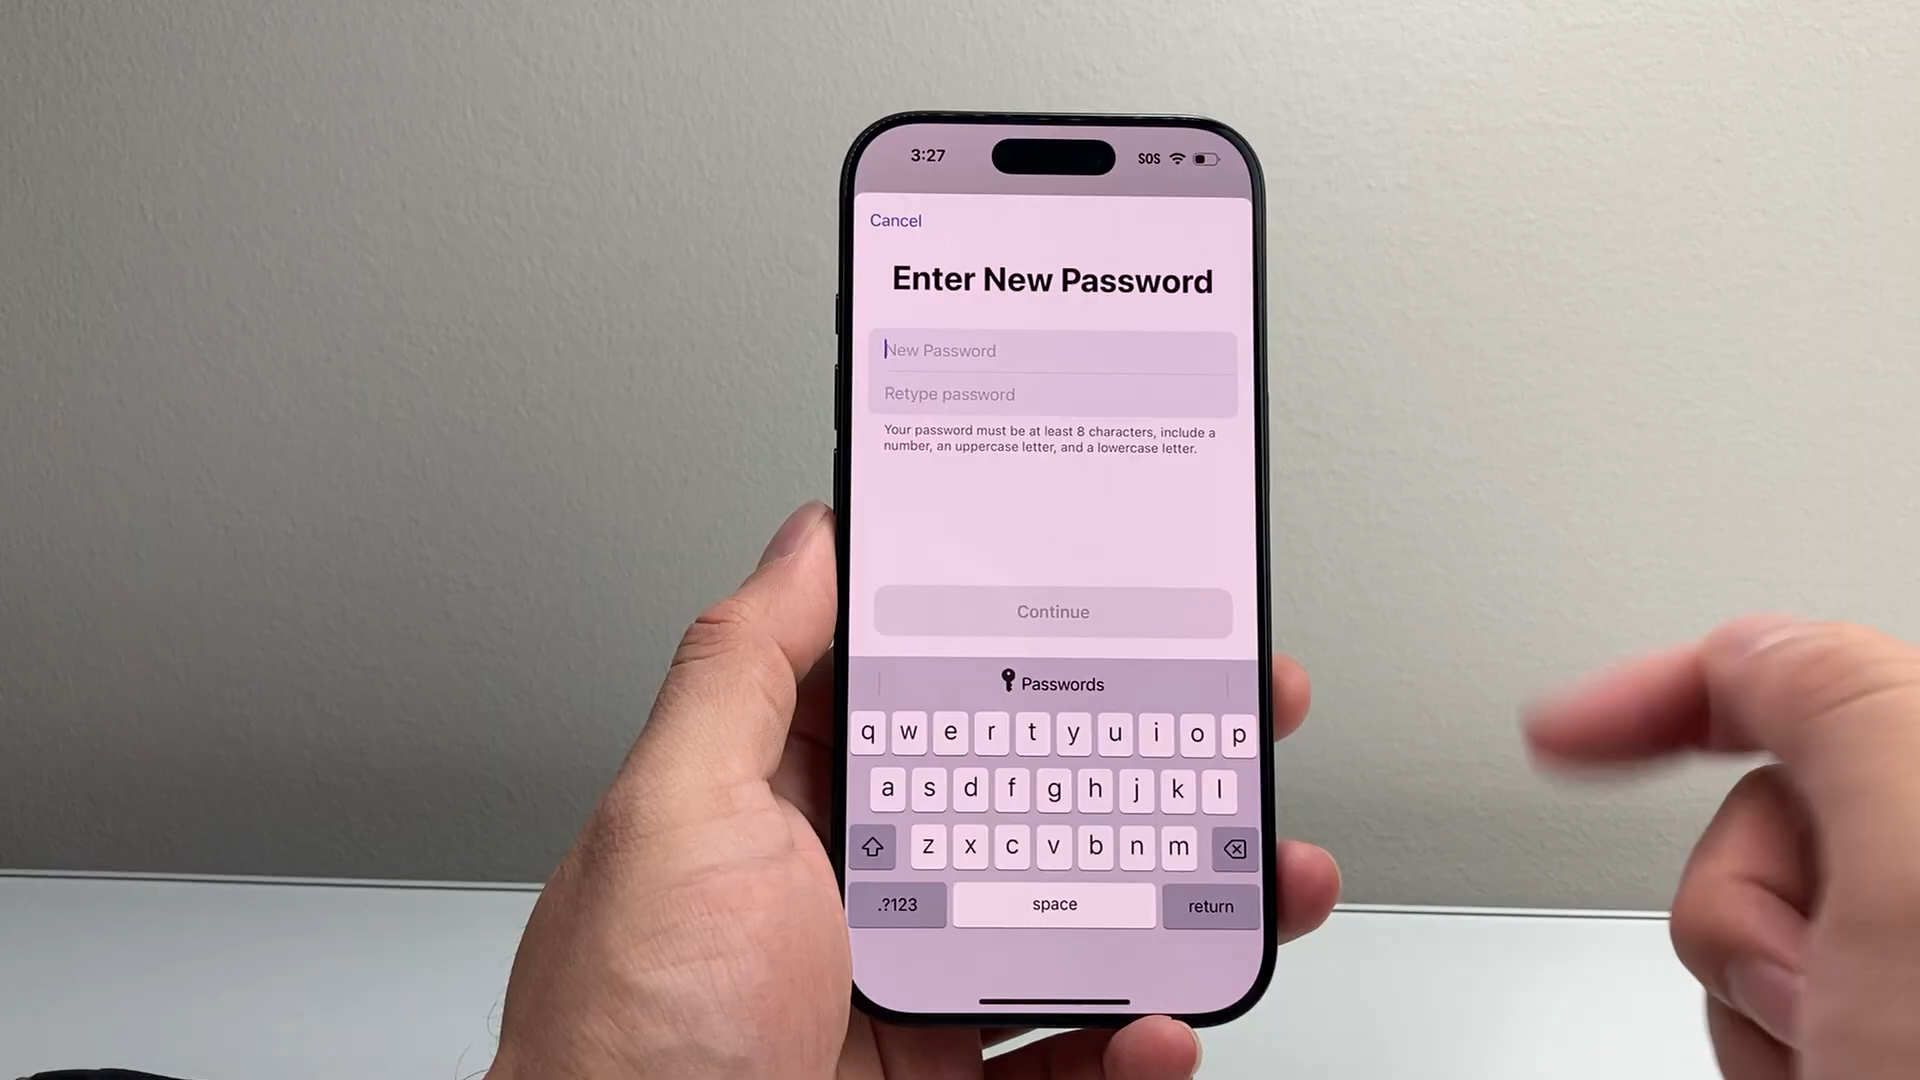 3:27 SOS
Cancel
Enter New Password
New Password
Retype password
Your password must be at least 8 characters, include a
number, an uppercase letter, and a lowercase letter.
Continue
Passwords
q w e r t y u i o p
a s d f g h j k l
z x c v b n m
.?123 space return